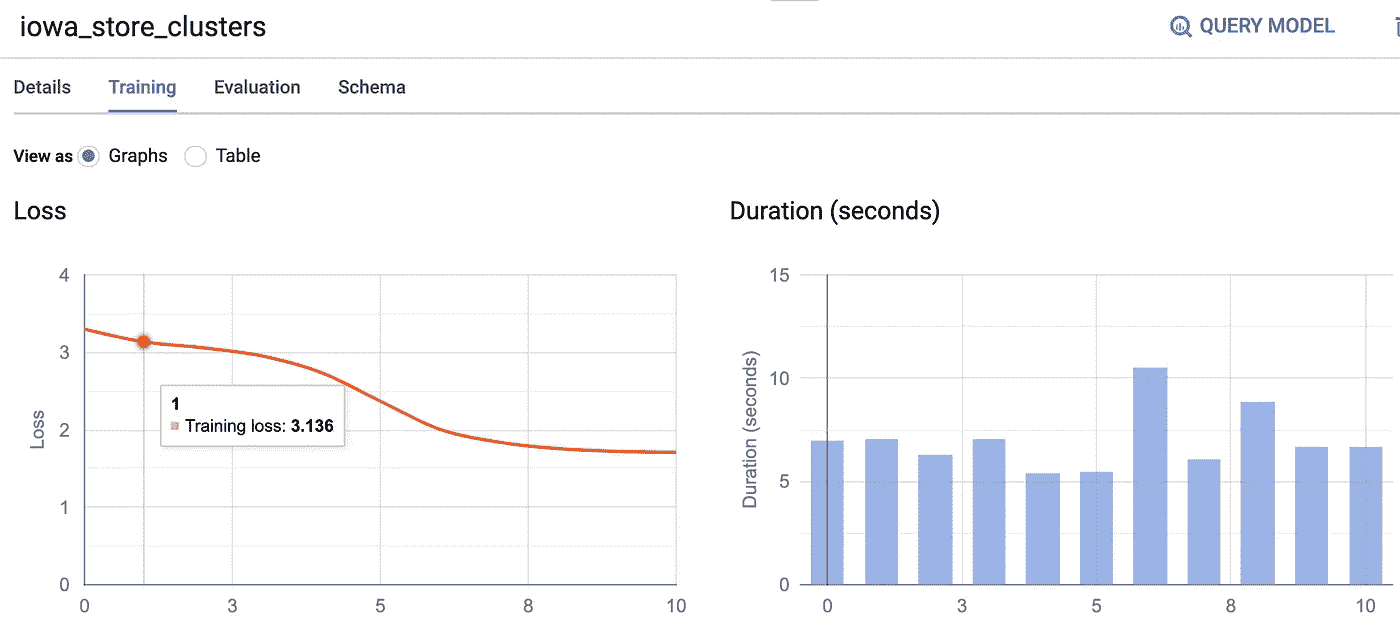 iowa_store_clusters
QUERY MODEL
Details Training Evaluation Schema
View as Graphs Table
Loss
4
3
2
1
0
Loss
1
Training loss: 3.136
0 3 5 8 10
Duration (seconds)
15
10
5
0
Duration (seconds)
0 3 5 8 10